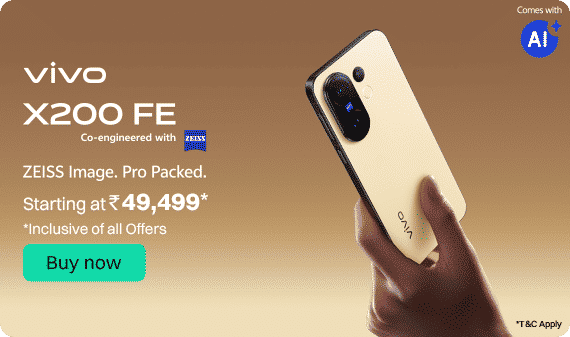 Comes with
AI
vivo
X200 FE
Co-engineered with ZEISS
ZEISS Image. Pro Packed.
Starting at ₹49,499*
*Inclusive of all Offers
Buy now
vivo
*T&C Apply